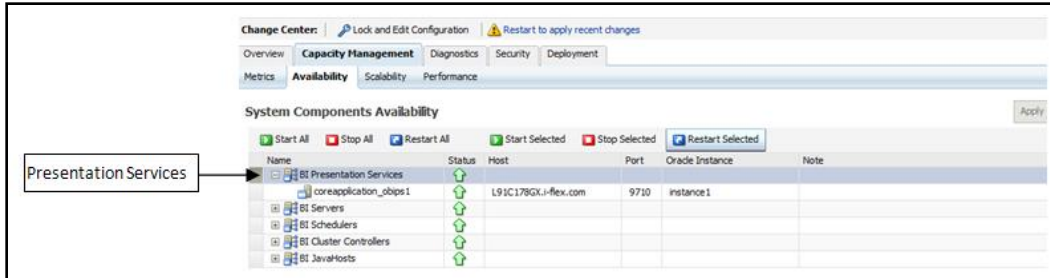 Change Center: Lock and Edit Configuration Restart to apply recent changes
Overview Capacity Management Diagnostics Security Deployment
Metrics Availability Scalability Performance
System Components Availability Apply
Start All Stop All Restart All Start Selected Stop Selected Restart Selected
Name Status Host Port Oracle Instance Note
Presentation Services BI Presentation Services
coreapplication_obips1 L91C178GX.i-flex.com 9710 instance1
BI Servers
BI Schedulers
BI Cluster Controllers
BI JavaHosts